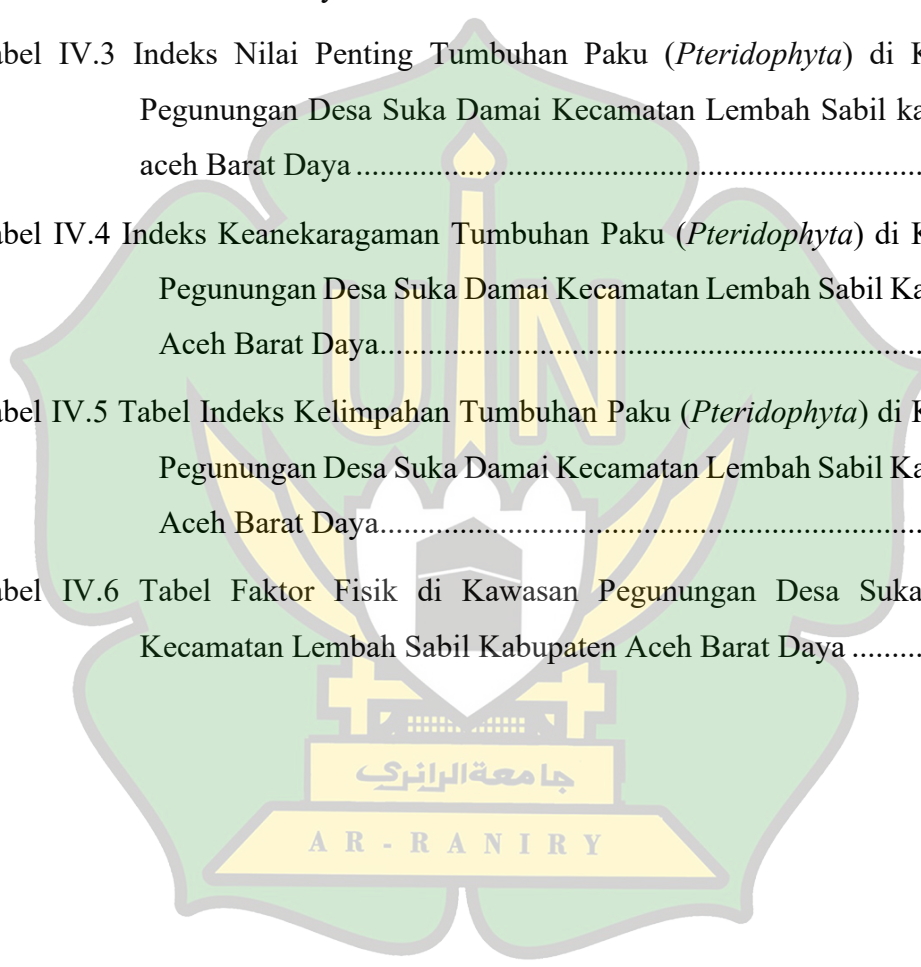 abel IV.3 Indeks Nilai Penting Tumbuhan Paku (Pteridophyta) di K
Pegunungan Desa Suka Damai Kecamatan Lembah Sabil ka
aceh Barat Daya ........................................................................
abel IV.4 Indeks Keanekaragaman Tumbuhan Paku (Pteridophyta) di K
Pegunungan Desa Suka Damai Kecamatan Lembah Sabil Ka
Aceh Barat Daya.....................................................................
abel IV.5 Tabel Indeks Kelimpahan Tumbuhan Paku (Pteridophyta) di K
Pegunungan Desa Suka Damai Kecamatan Lembah Sabil Ka
Aceh Barat Daya.....................................................................
abel IV.6 Tabel Faktor Fisik di Kawasan Pegunungan Desa Suka
Kecamatan Lembah Sabil Kabupaten Aceh Barat Daya .........
UIN
جامعة الرانري
AR-RANIRY